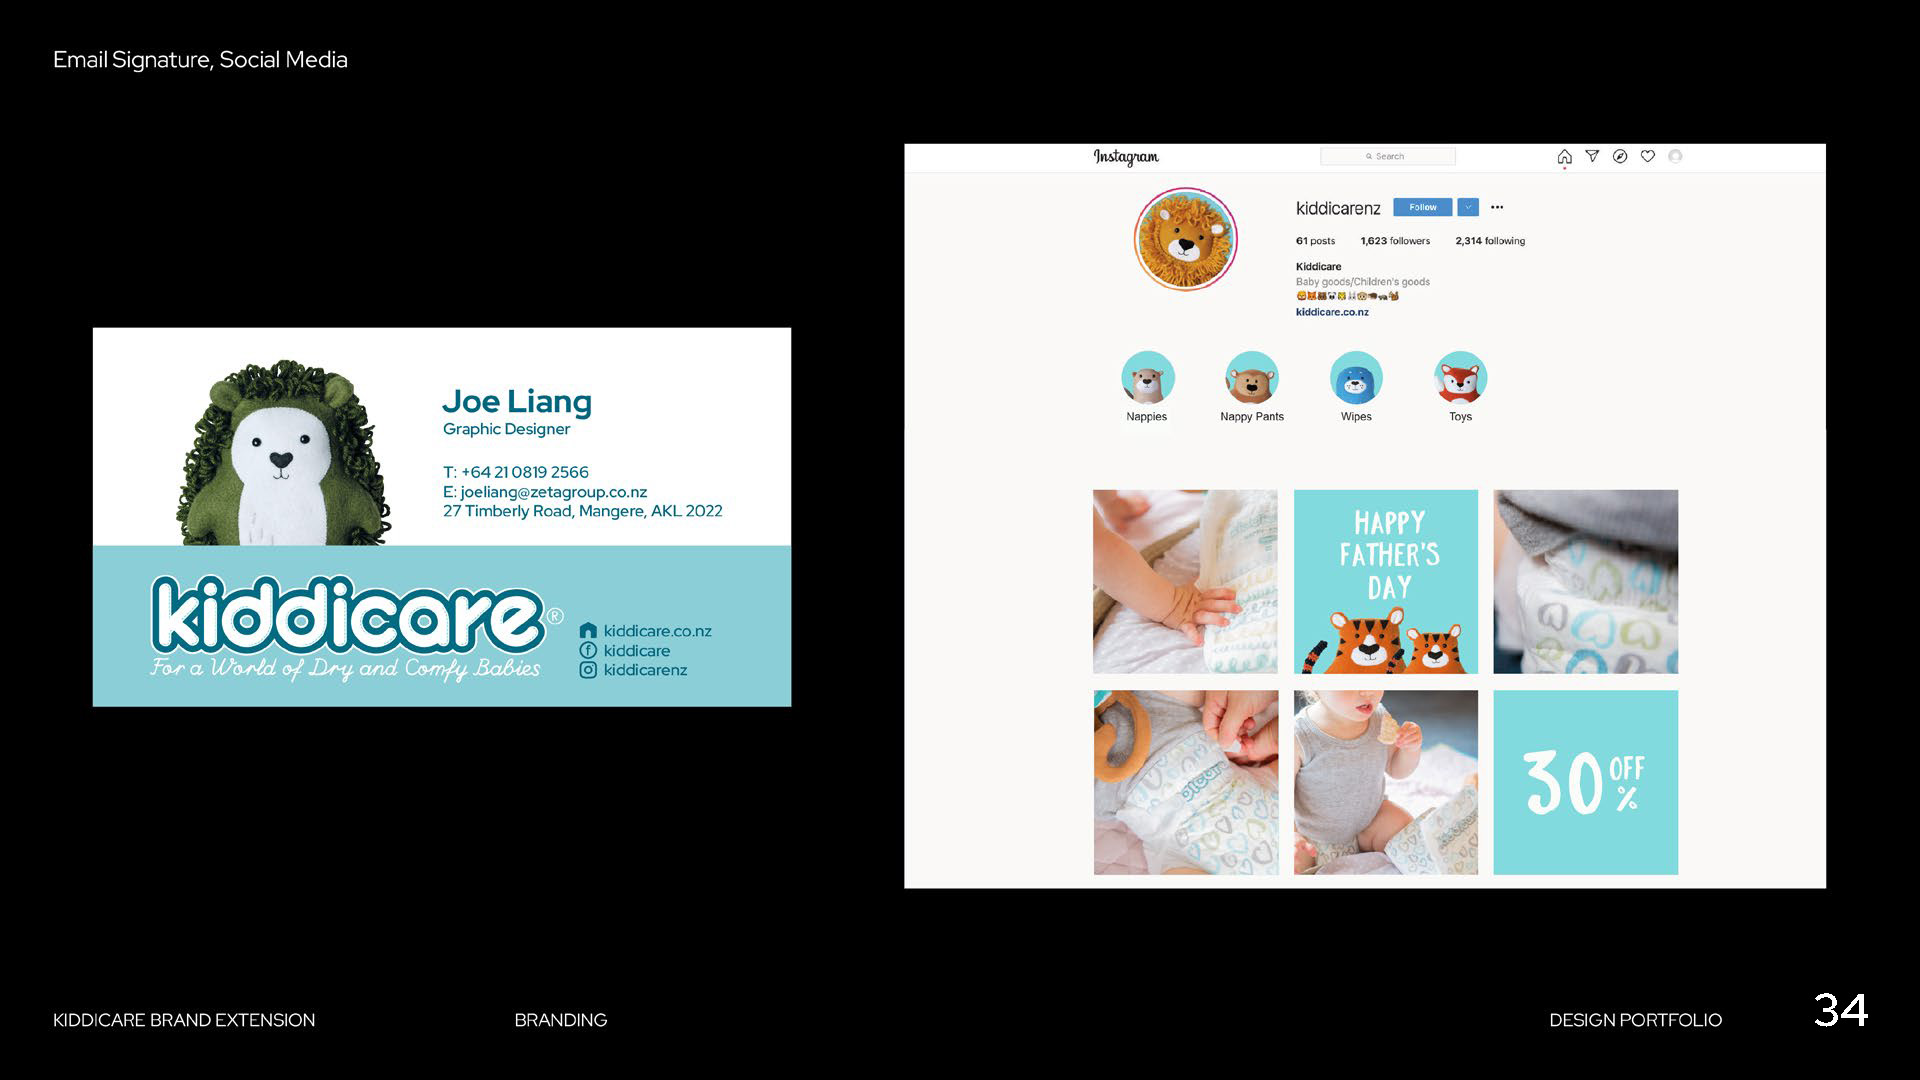 Email Signature, Social Media
Joe Liang
Graphic Designer
T: +64 21 0819 2566
E: joeliang@zetagroup.co.nz
27 Timberly Road, Mangere, AKL 2022
kiddicare®
For a World of Dry and Comfy Babies
kiddicare.co.nz
kiddicare
kiddicarenz
Instagram
Search
kiddicarenz Follow
61 posts 1,623 followers 2,314 following
Kiddicare
Baby goods/Children's goods
kiddicare.co.nz
Nappies Nappy Pants Wipes Toys
HAPPY
FATHER'S
DAY
30 OFF
%
KIDDICARE BRAND EXTENSION
BRANDING
DESIGN PORTFOLIO
34